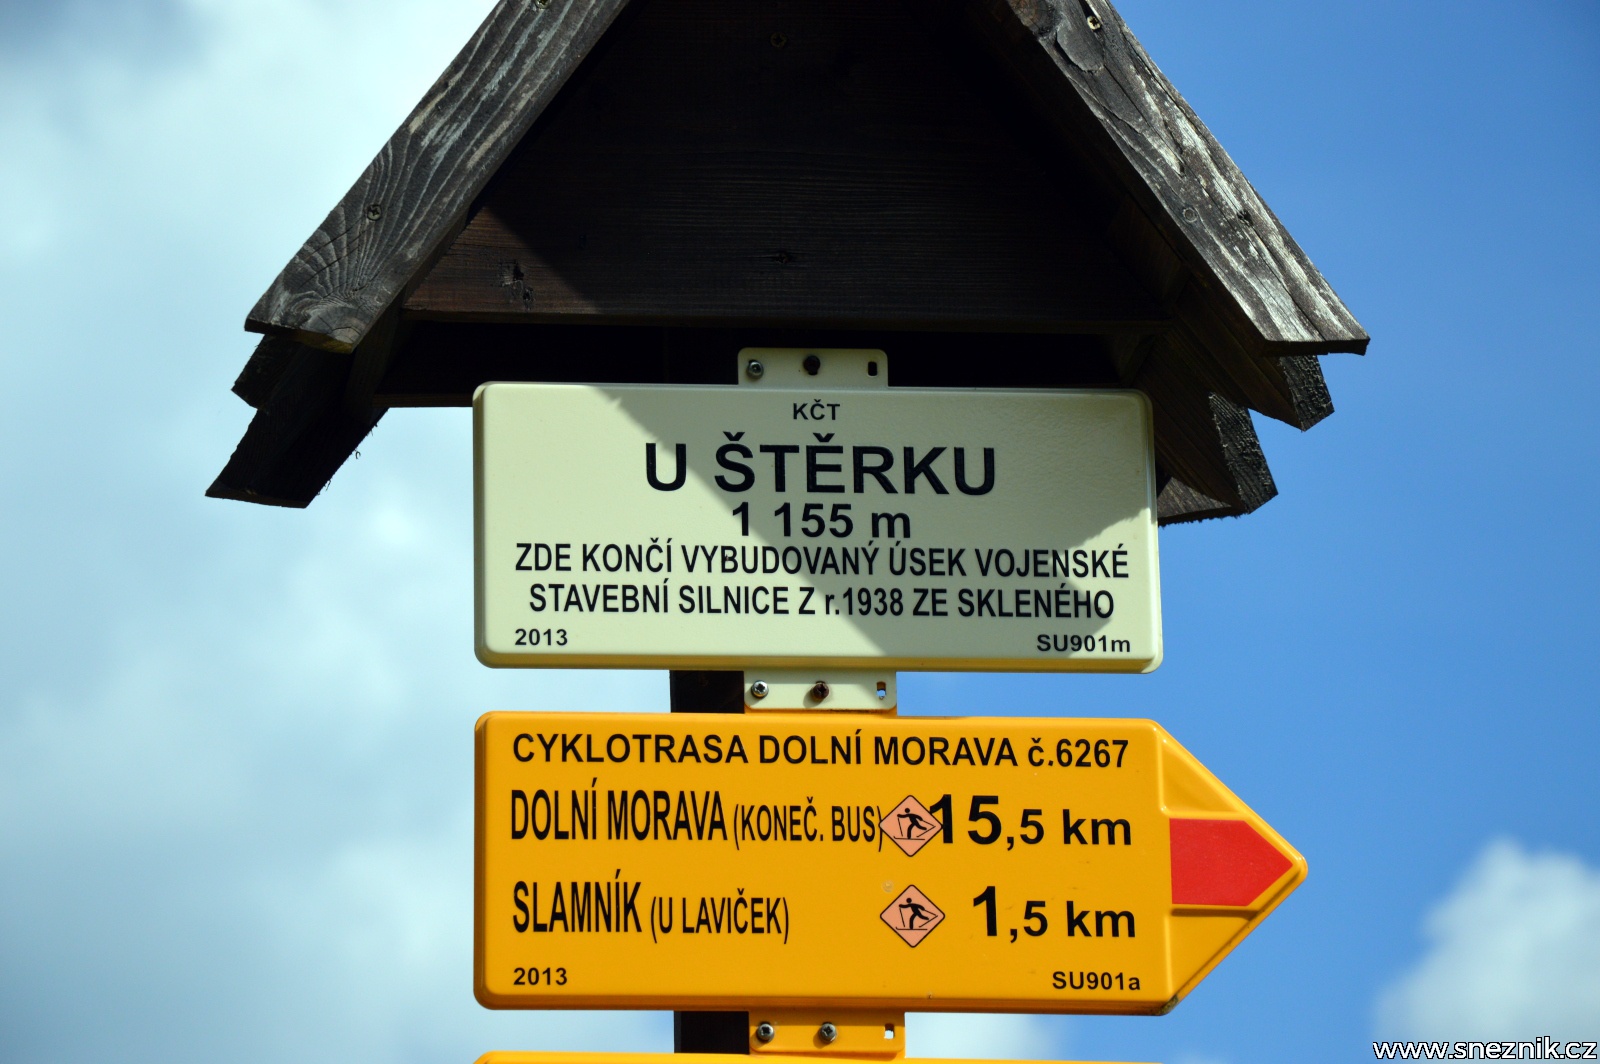 KČT
U ŠTĚRKU
1 155 m
ZDE KONČÍ VYBUDOVANÝ ÚSEK VOJENSKÉ
STAVEBNÍ SILNICE Z r.1938 ZE SKLENÉHO
2013 SU901m
CYKLOTRASA DOLNÍ MORAVA č.6267
DOLNÍ MORAVA (KONEČ. BUS) 15,5 km
SLAMNÍK (U LAVIČEK) 1,5 km
2013 SU901a
www.sneznik.cz